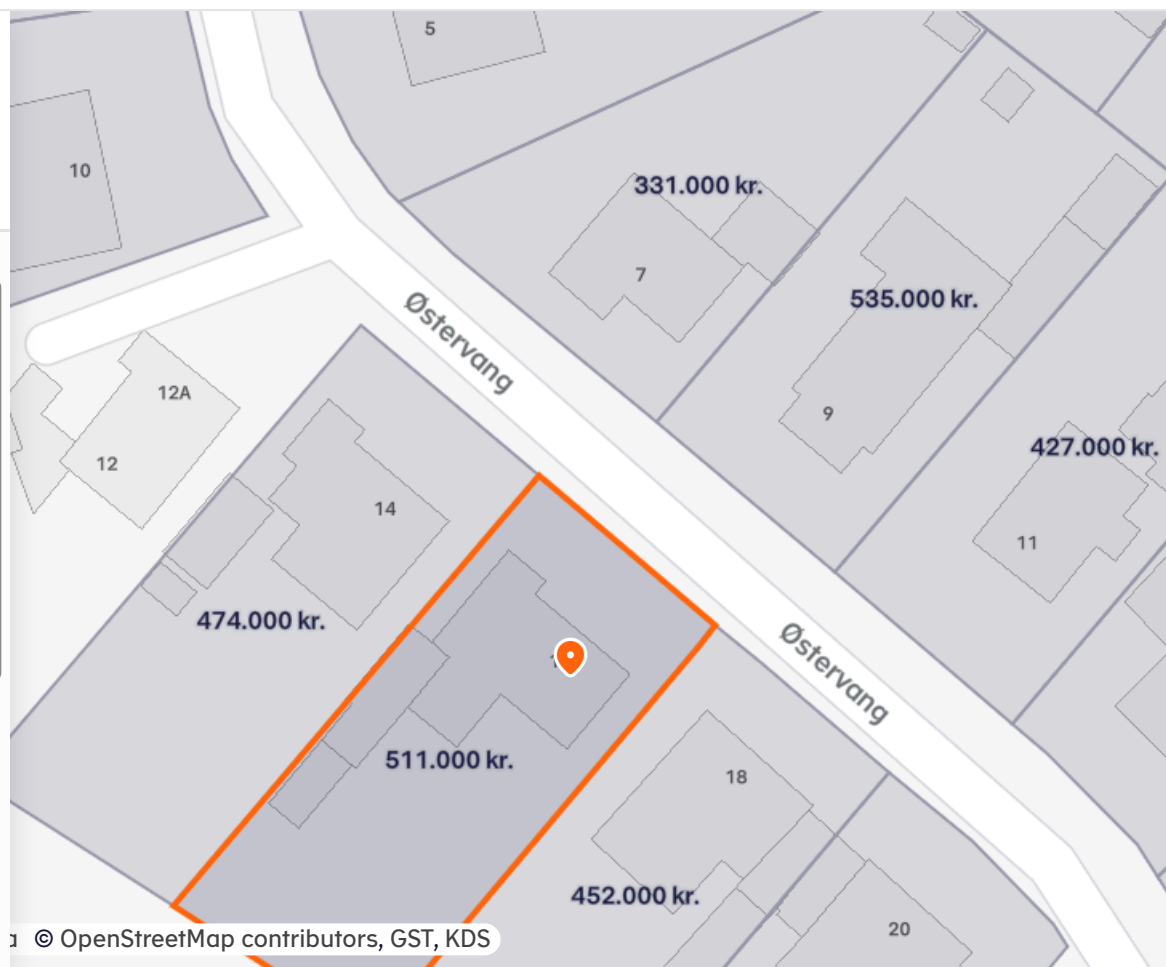 5
10
331.000 kr.
7
535.000 kr.
Østervang
12A
9
427.000 kr.
12
14
11
474.000 kr.
Østervang
511.000 kr.
18
452.000 kr.
20
© OpenStreetMap contributors, GST, KDS